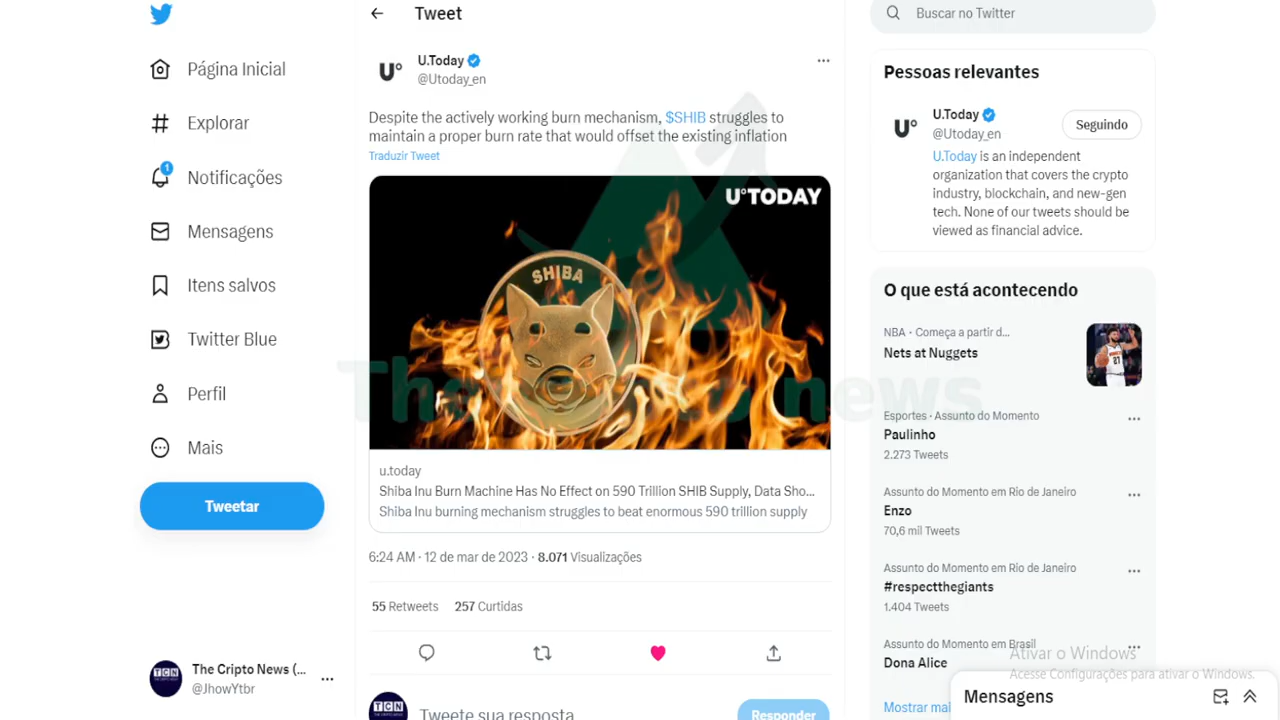 Tweet
Buscar no Twitter
Página Inicial
Explorar
1
Notificações
Mensagens
Itens salvos
Twitter Blue
Perfil
Mais
Tweetar
The Cripto News (...
@JhowYtbr
TCN
U.Today
@Utoday_en
U°
Despite the actively working burn mechanism, $SHIB struggles to
maintain a proper burn rate that would offset the existing inflation
Traduzir Tweet
U°TODAY
SHIBA
u.today
Shiba Inu Burn Machine Has No Effect on 590 Trillion SHIB Supply, Data Sho...
Shiba Inu burning mechanism struggles to beat enormous 590 trillion supply
6:24 AM · 12 de mar de 2023 · 8.071 Visualizações
55 Retweets 257 Curtidas
TCN
Tweete sua resposta
Responder
Pessoas relevantes
U°
U.Today
@Utoday_en
Seguindo
U.Today is an independent
organization that covers the crypto
industry, blockchain, and new-gen
tech. None of our tweets should be
viewed as financial advice.
O que está acontecendo
NBA · Começa a partir d...
Nets at Nuggets
27
Esportes · Assunto do Momento
Paulinho
2.273 Tweets
Assunto do Momento em Rio de Janeiro
Enzo
70,6 mil Tweets
Assunto do Momento em Rio de Janeiro
#respectthegiants
1.404 Tweets
Assunto do Momento em Brasil
Dona Alice
Mostrar mai
Ativar o Windows
Acesse Configurações para ativar o Windows.
Mensagens
news